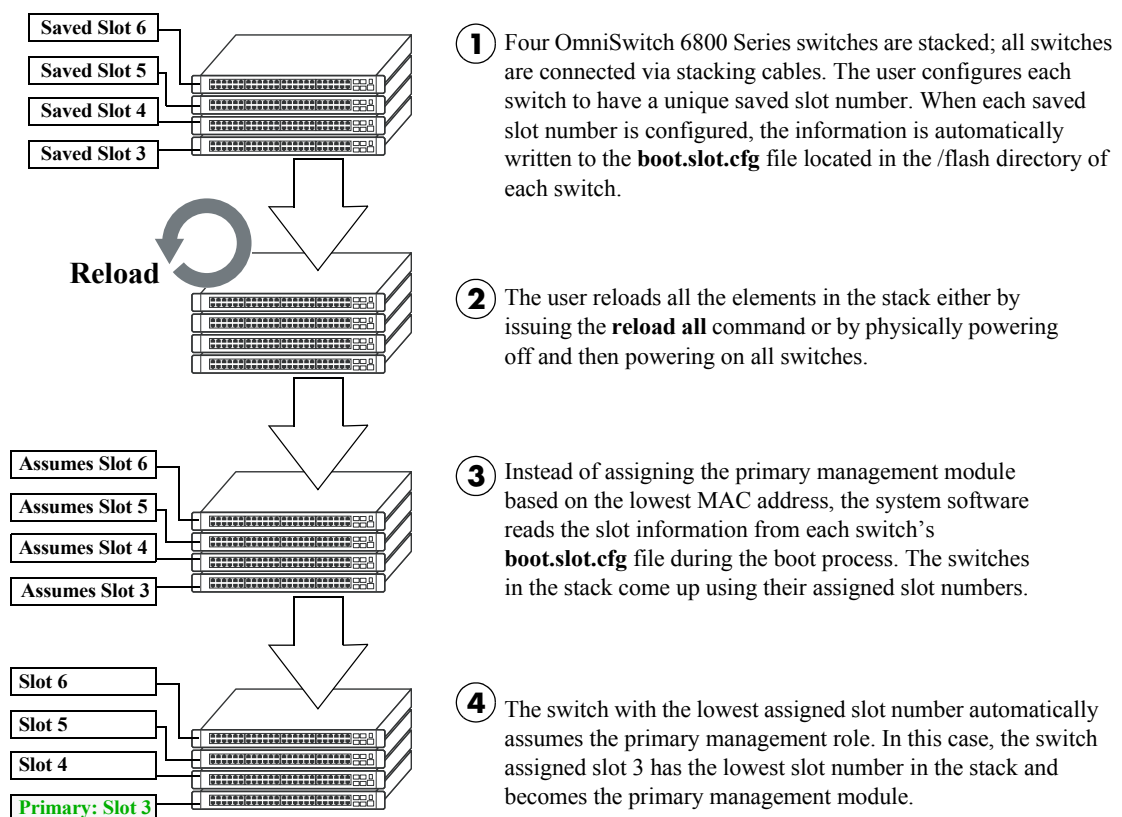 Saved Slot 6
Saved Slot 5
Saved Slot 4
Saved Slot 3
1
Four OmniSwitch 6800 Series switches are stacked; all switches
are connected via stacking cables. The user configures each
switch to have a unique saved slot number. When each saved
slot number is configured, the information is automatically
written to the boot.slot.cfg file located in the /flash directory of
each switch.
Reload
2
The user reloads all the elements in the stack either by
issuing the reload all command or by physically powering
off and then powering on all switches.
Assumes Slot 6
Assumes Slot 5
Assumes Slot 4
Assumes Slot 3
3
Instead of assigning the primary management module
based on the lowest MAC address, the system software
reads the slot information from each switch’s
boot.slot.cfg file during the boot process. The switches
in the stack come up using their assigned slot numbers.
Slot 6
Slot 5
Slot 4
Primary: Slot 3
4
The switch with the lowest assigned slot number automatically
assumes the primary management role. In this case, the switch
assigned slot 3 has the lowest slot number in the stack and
becomes the primary management module.